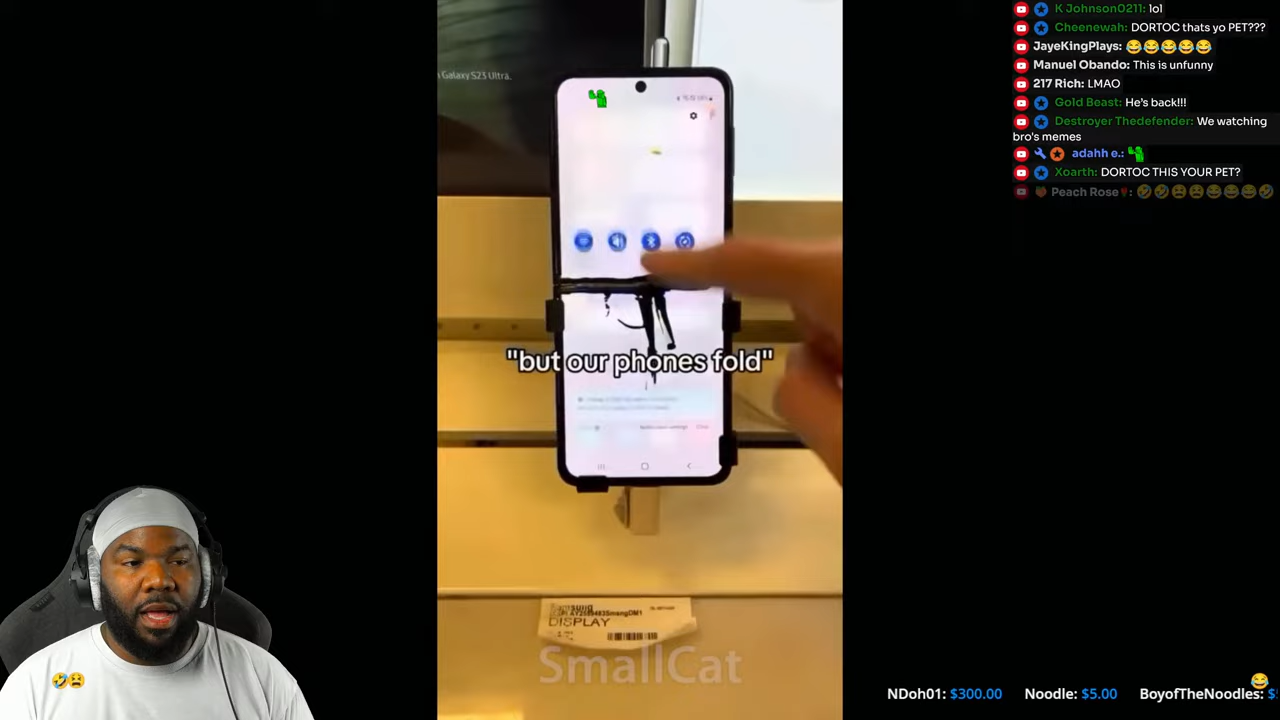 K Johnson0211: lol
Cheenewah: DORTOC thats yo PET???
JayeKingPlays: 😂😂😂😂😂
Manuel Obando: This is unfunny
217 Rich: LMAO
Gold Beast: He's back!!!
Destroyer Thedefender: We watching
bro's memes
adahh e.:
Xoarth: DORTOC THIS YOUR PET?
Peach Rose🌹: 🤣🤣😫😫😂😂😂🤣
Galaxy S23 Ultra.
"but our phones fold"
Samsung
DISPLAY
SmallCat
NDoh01: $300.00 Noodle: $5.00 BoyofTheNoodles: $